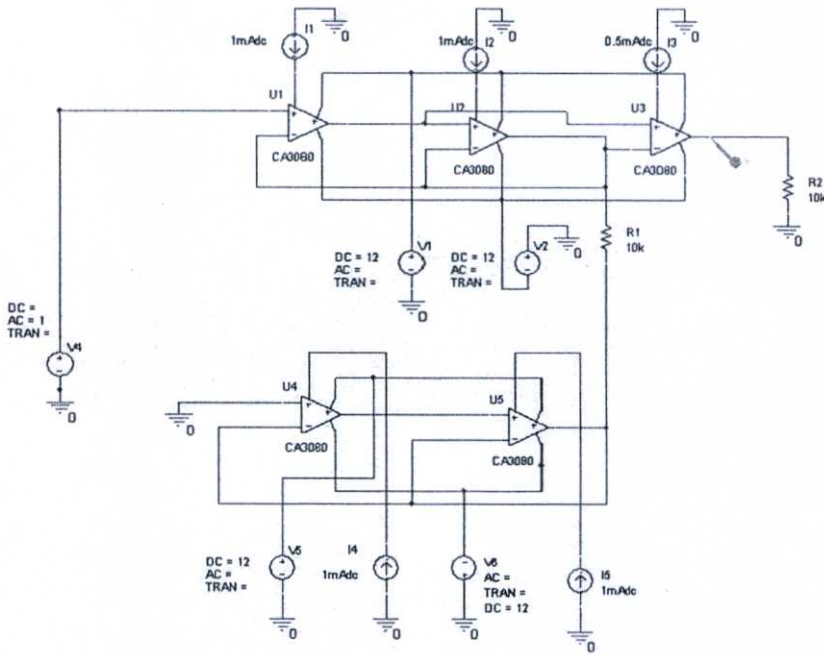 0
0
0
I1
1mAdc
I2
1mAdc
I3
0.5mAdc
U1
U2
U3
CA3080
CA3080
CA3080
R2
10k
R1
10k
0
V1
DC = 12
AC =
TRAN =
0
V2
DC = 12
AC =
TRAN =
0
DC =
AC = 1
TRAN =
V4
0
U4
U5
0
CA3080
CA3080
V5
DC = 12
AC =
TRAN =
I4
1mAdc
V6
AC =
TRAN =
DC = 12
I5
1mAdc
0
0
0
0